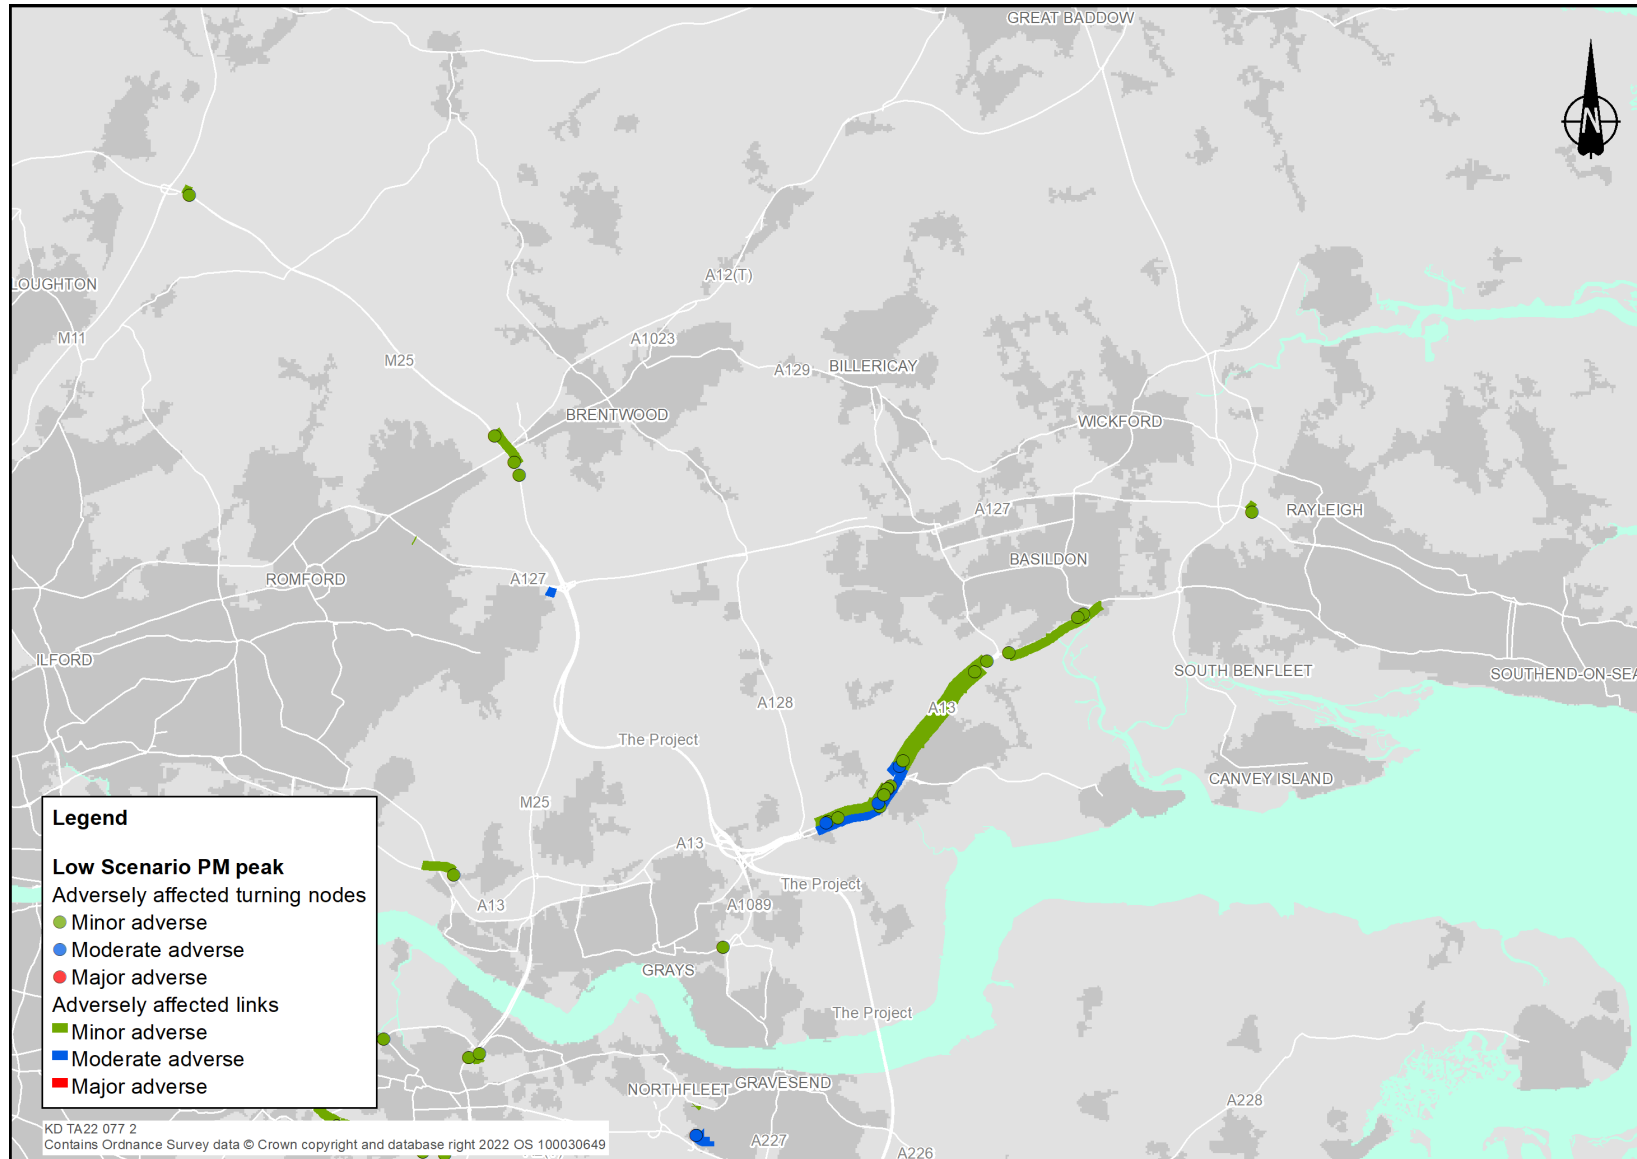 GREAT BADDOW
N
LOUGHTON
A12(T)
M11
A1023
M25
A129
BILLERICAY
BRENTWOOD
WICKFORD
A127
RAYLEIGH
BASILDON
A127
ROMFORD
ILFORD
SOUTH BENFLEET
SOUTHEND-ON-SEA
A128
A13
The Project
CANVEY ISLAND
M25
A13
The Project
A13
A1089
GRAYS
The Project
NORTHFLEET
GRAVESEND
A228
A227
A226
Legend
Low Scenario PM peak
Adversely affected turning nodes
Minor adverse
Moderate adverse
Major adverse
Adversely affected links
Minor adverse
Moderate adverse
Major adverse
KD TA22 077 2
Contains Ordnance Survey data © Crown copyright and database right 2022 OS 100030649